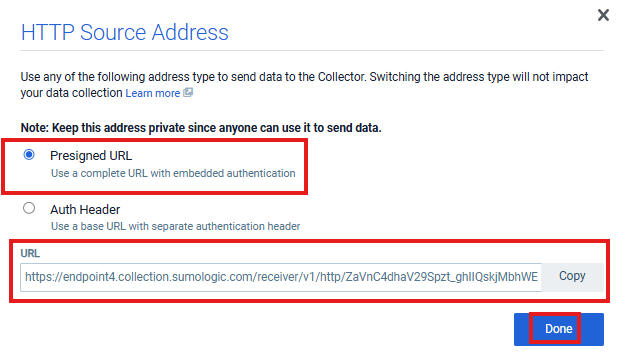 HTTP Source Address
Use any of the following address type to send data to the Collector. Switching the address type will not impact
your data collection Learn more
Note: Keep this address private since anyone can use it to send data.
Presigned URL
Use a complete URL with embedded authentication
Auth Header
Use a base URL with separate authentication header
URL
https://endpoint4.collection.sumologic.com/receiver/v1/http/ZaVnC4dhaV29Spzt_ghIIQskjMbhWE
Copy
Done